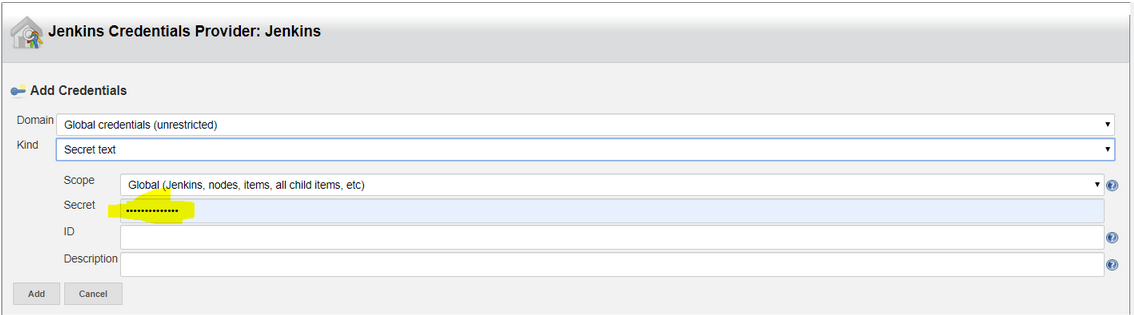 Jenkins Credentials Provider: Jenkins
Add Credentials
Domain Global credentials (unrestricted)
Kind Secret text
Scope Global (Jenkins, nodes, items, all child items, etc)
Secret ••••••••••••••
ID
Description
Add Cancel